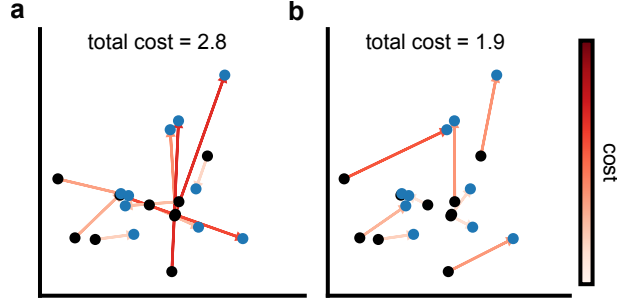 a
total cost = 2.8
b
total cost = 1.9
cost